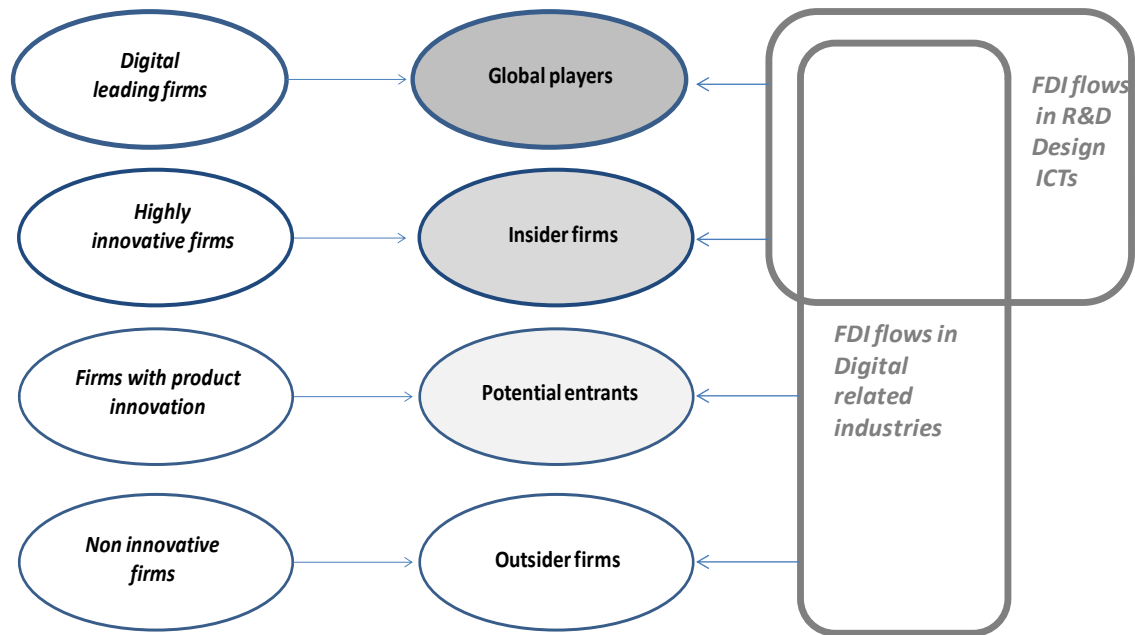 Digital
leading firms
Global players
FDI flows
in R&D
Design
ICTs
Highly
innovative firms
Insider firms
Firms with product
innovation
Potential entrants
FDI flows in
Digital
related
industries
Non innovative
firms
Outsider firms